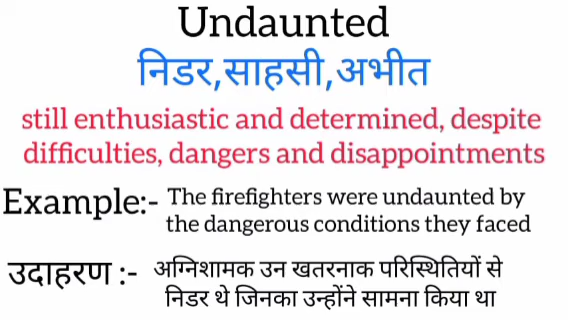 Undaunted
निडर,साहसी,अभीत
still enthusiastic and determined, despite
difficulties, dangers and disappointments
Example:- The firefighters were undaunted by
the dangerous conditions they faced
उदाहरण :- अग्निशामक उन खतरनाक परिस्थितियों से
निडर थे जिनका उन्होंने सामना किया था